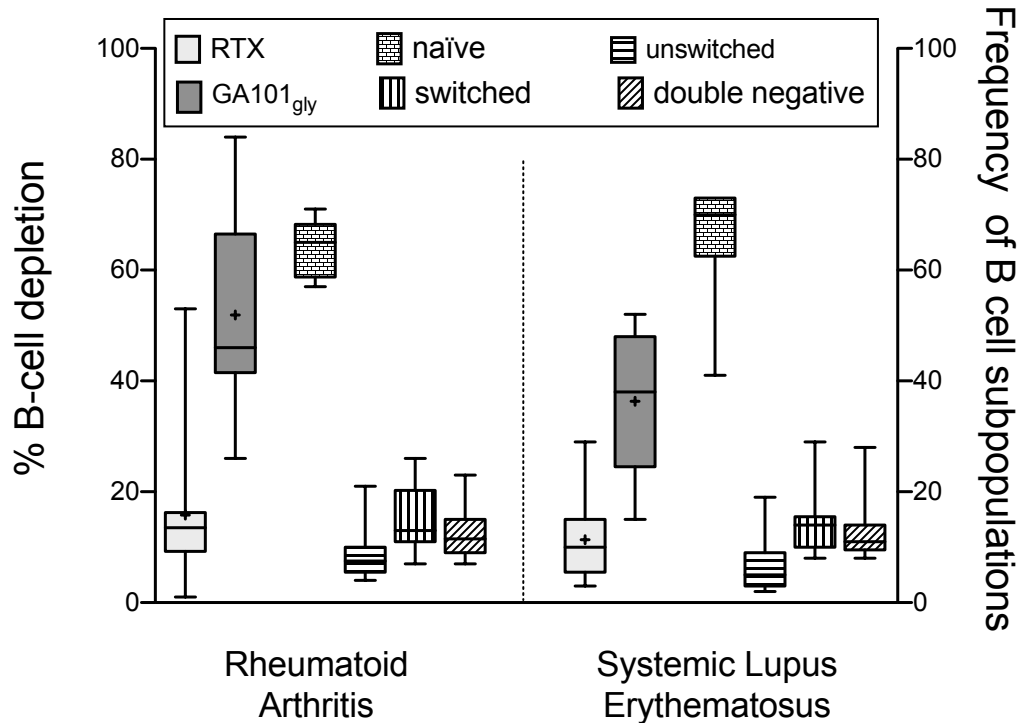 % B-cell depletion
100
80
60
40
20
0
RTX
GA101gly
naïve
switched
unswitched
double negative
100
80
60
40
20
0
Frequency of B cell subpopulations
Rheumatoid
Arthritis
Systemic Lupus
Erythematosus